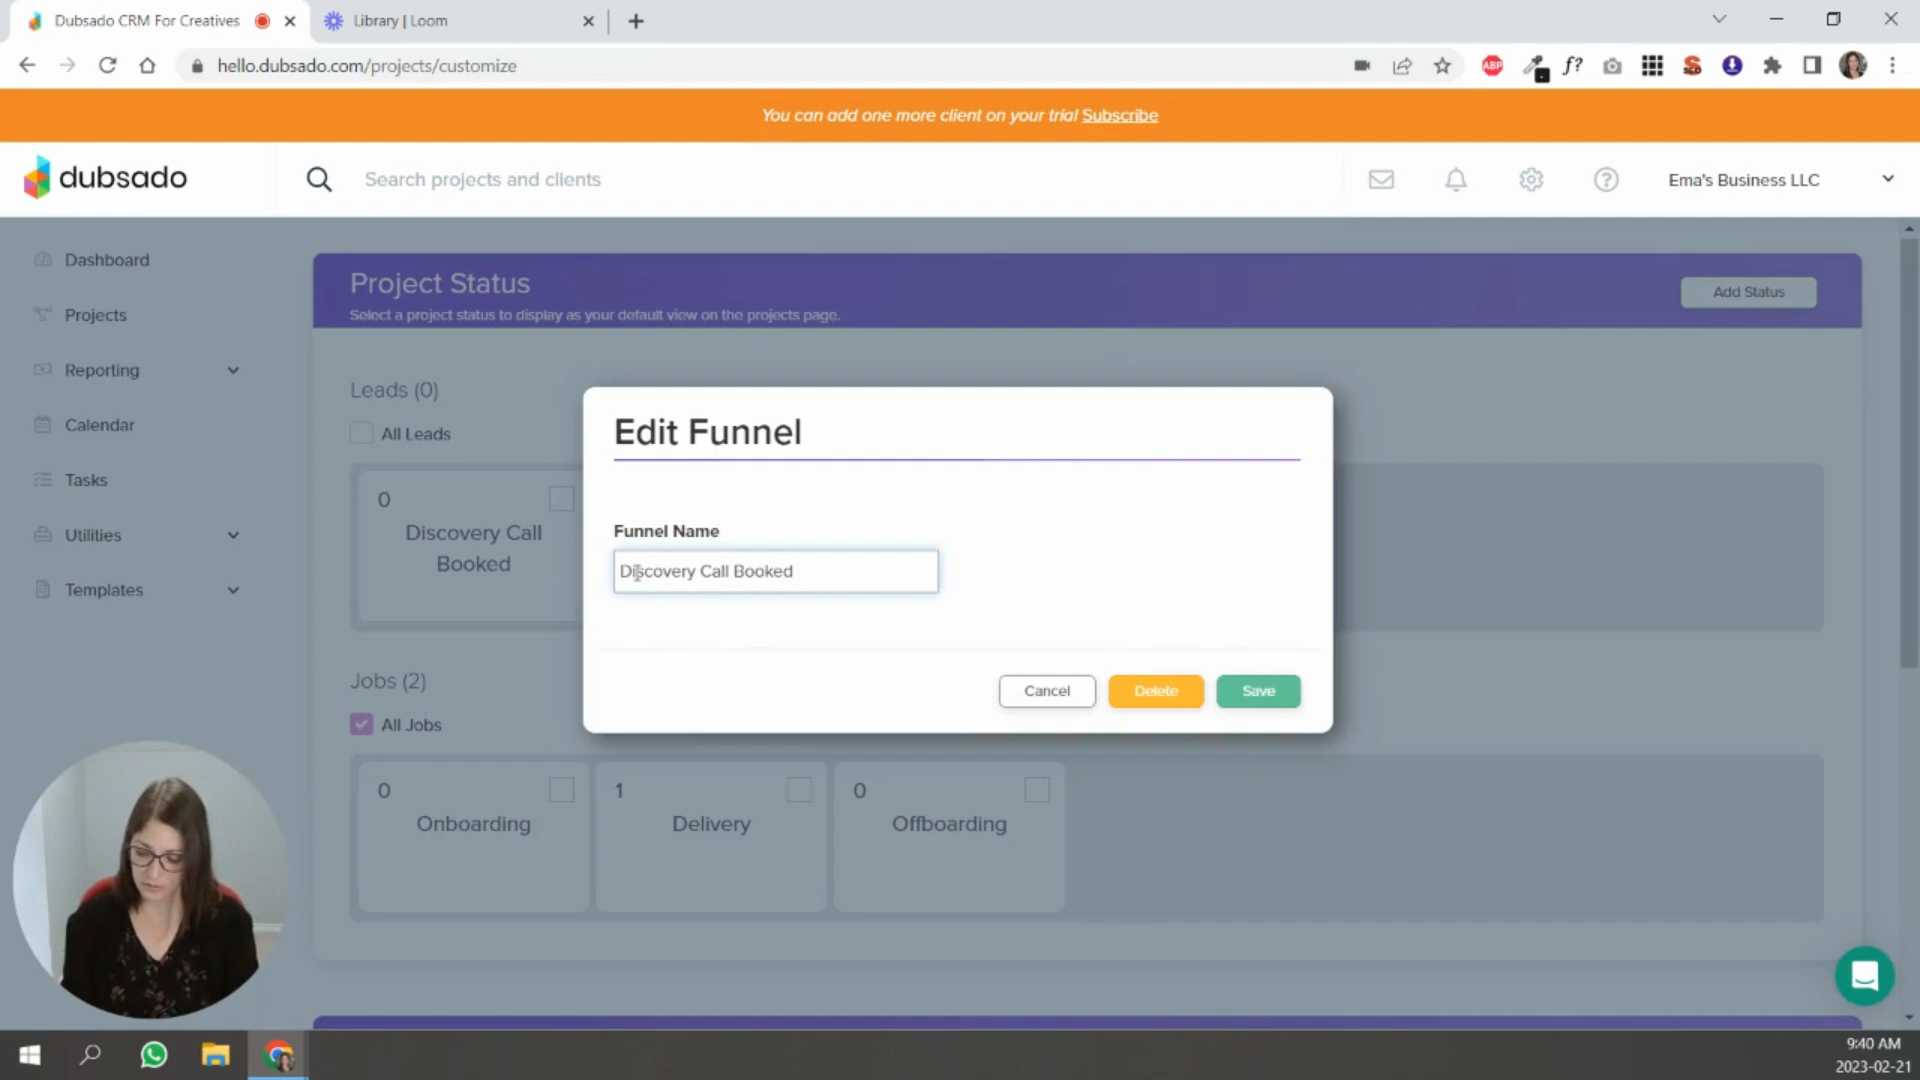 Dubsado CRM For Creatives
Library | Loom
hello.dubsado.com/projects/customize
ABP
f?
You can add one more client on your trial Subscribe
dubsado
Search projects and clients
Ema's Business LLC
Dashboard
Projects
Reporting
Calendar
Tasks
Utilities
Templates
Project Status
Select a project status to display as your default view on the projects page.
Add Status
Leads (0)
All Leads
0
Discovery Call
Booked
Edit Funnel
Funnel Name
Discovery Call Booked
Cancel
Delete
Save
Jobs (2)
All Jobs
0
Onboarding
1
Delivery
0
Offboarding
9:40 AM
2023-02-21